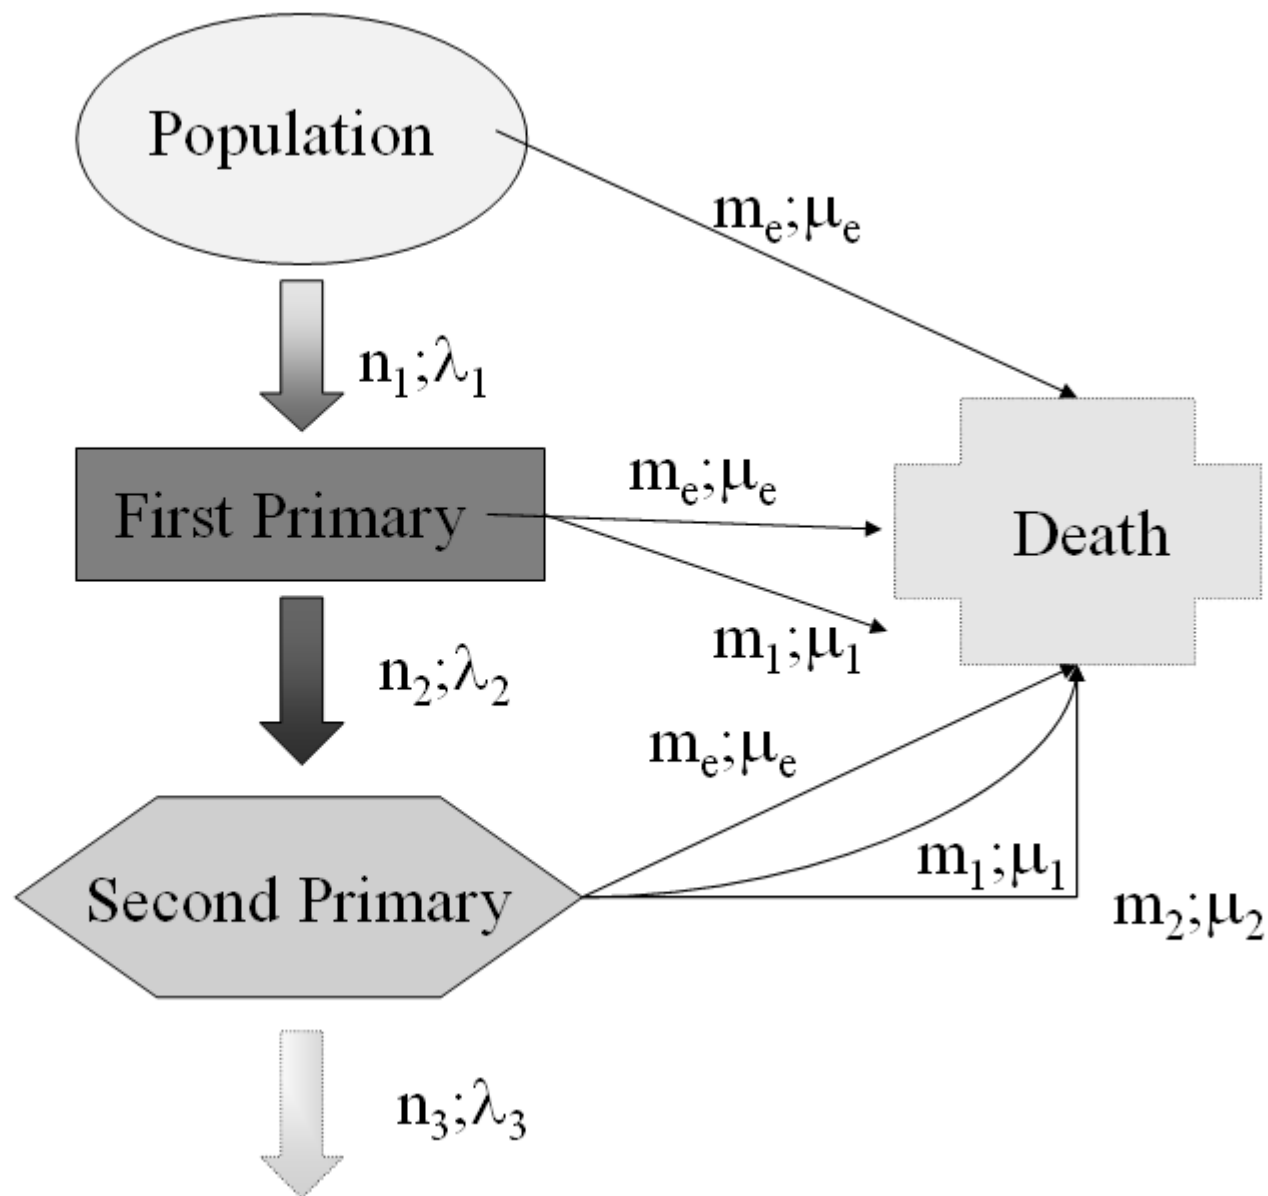 Population
mₑ;μₑ
n₁;λ₁
First Primary
mₑ;μₑ
Death
m₁;μ₁
n₂;λ₂
mₑ;μₑ
Second Primary
m₁;μ₁
m₂;μ₂
n₃;λ₃